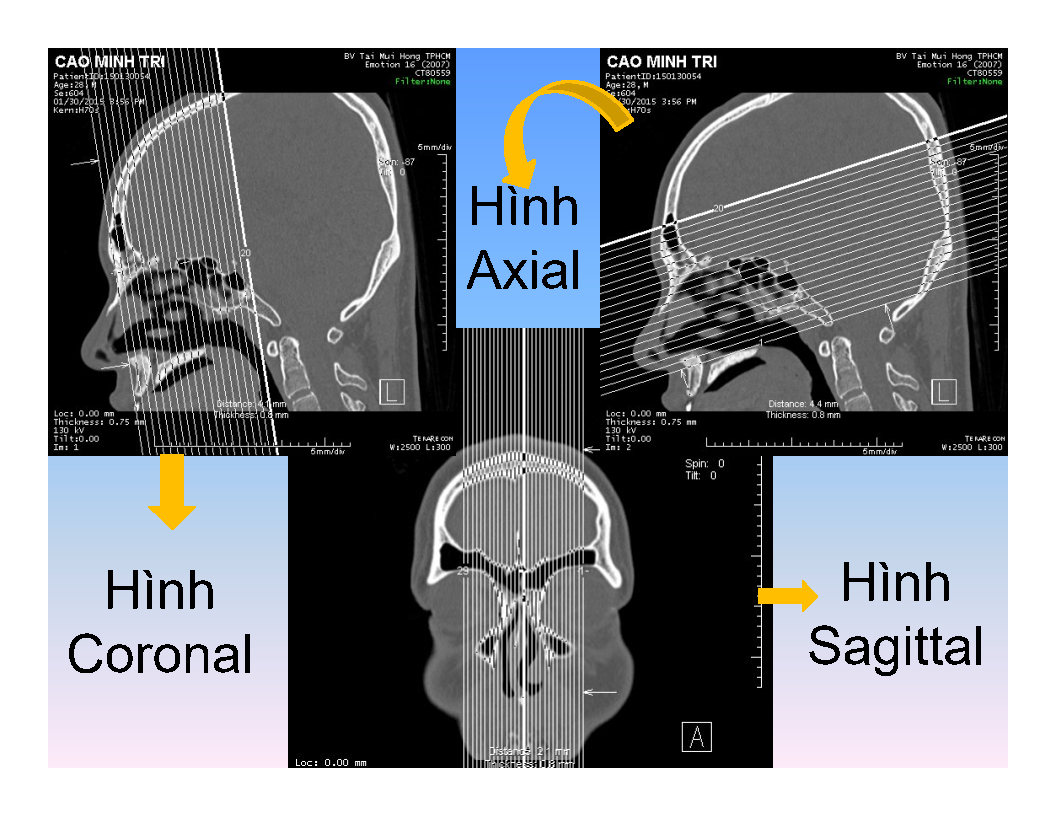 CAO MINH TRI
PatientID:150130054
Age:28,M
Se:604
01/30/2015 3:56 PM
Kern:H70s
BV Tai Mui Hong TPHCM
Emotion 16 (2007)
CT80559
Filter:None
5mm/div
Spin: -87
Tilt: 0
20
L
Distance: 4.1 mm
Thickness: 0.8 mm
Loc: 0.00 mm
Thickness: 0.75 mm
130 kV
Tilt:0.00
Im: 1
5mm/div
TERARECON
W:2500 L:300
Hình
Axial
CAO MINH TRI
PatientID:150130054
Age:28,M
Se:604
01/30/2015 3:56 PM
Kern:H70s
BV Tai Mui Hong TPHCM
Emotion 16 (2007)
CT80559
Filter:None
5mm/div
Spin: -87
Tilt: 0
20
1
L
Distance: 4.4 mm
Thickness: 0.8 mm
Loc: 0.00 mm
Thickness: 0.75 mm
130 kV
Tilt:0.00
Im: 2
5mm/div
TERARECON
W:2500 L:300
Hình
Coronal
Spin: 0
Tilt: 0
29
1
A
Distance: 2.1 mm
Thickness: 0.8 mm
Loc: 0.00 mm
Hình
Sagittal